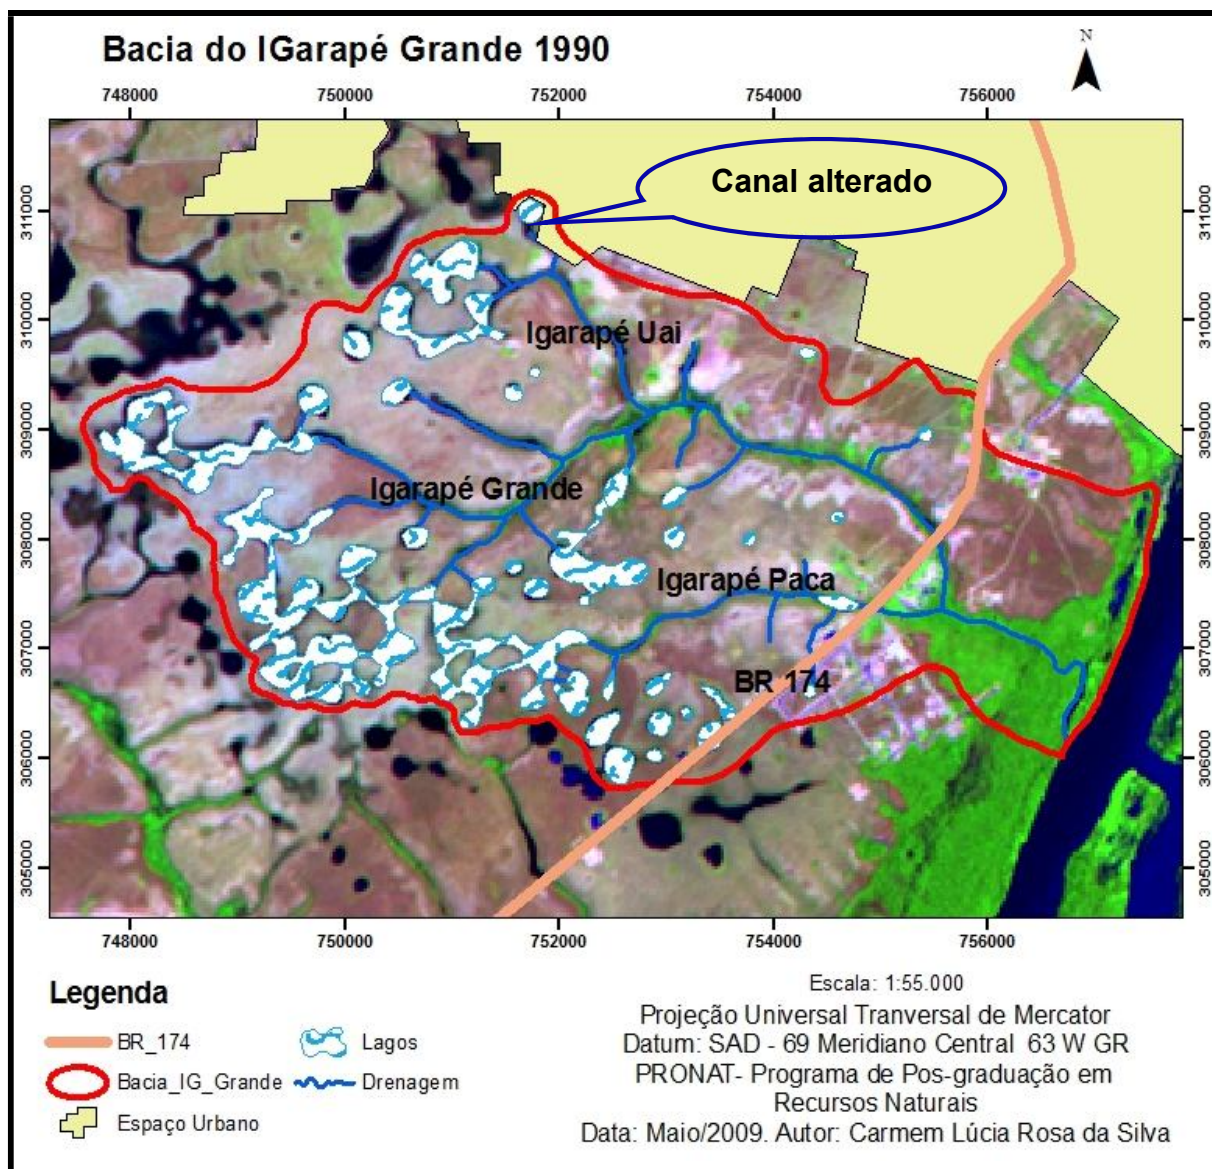 Bacia do IGarapé Grande 1990
N
748000 750000 752000 754000 756000
Canal alterado
311000 311000
310000 310000
Igarapé Uai
309000 309000
Igarapé Grande
308000 308000
Igarapé Paca
307000 307000
BR 174
306000 306000
305000 305000
748000 750000 752000 754000 756000
Legenda
BR_174
Lagos
Bacia_IG_Grande
Drenagem
Espaço Urbano
Escala: 1:55.000
Projeção Universal Tranversal de Mercator
Datum: SAD - 69 Meridiano Central 63 W GR
PRONAT- Programa de Pos-graduação em
Recursos Naturais
Data: Maio/2009. Autor: Carmem Lúcia Rosa da Silva